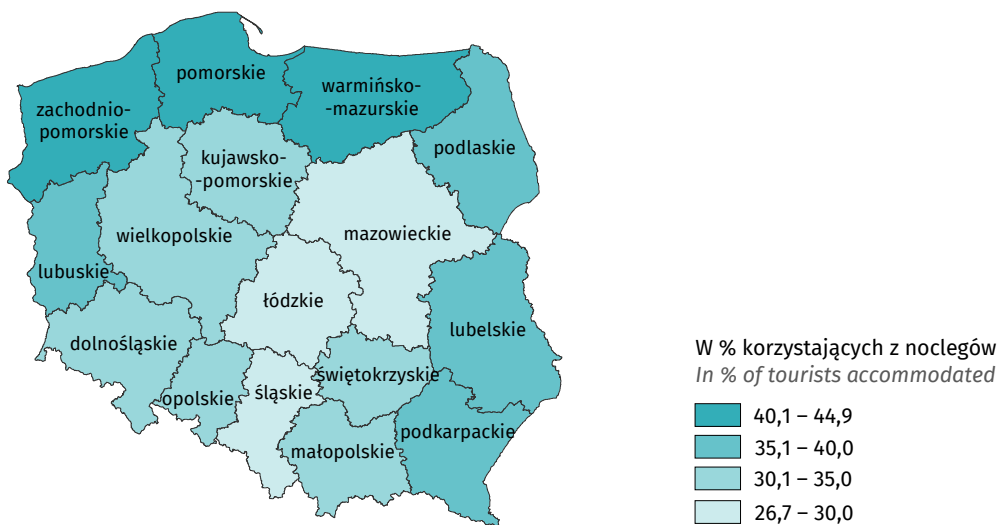 pomorskie
warmińsko-
-mazurskie
zachodnio-
pomorskie
podlaskie
kujawsko-
-pomorskie
wielkopolskie
mazowieckie
lubuskie
łódzkie
lubelskie
dolnośląskie
świętokrzyskie
śląskie
opolskie
podkarpackie
małopolskie
W % korzystających z noclegów
In % of tourists accommodated
40,1 – 44,9
35,1 – 40,0
30,1 – 35,0
26,7 – 30,0